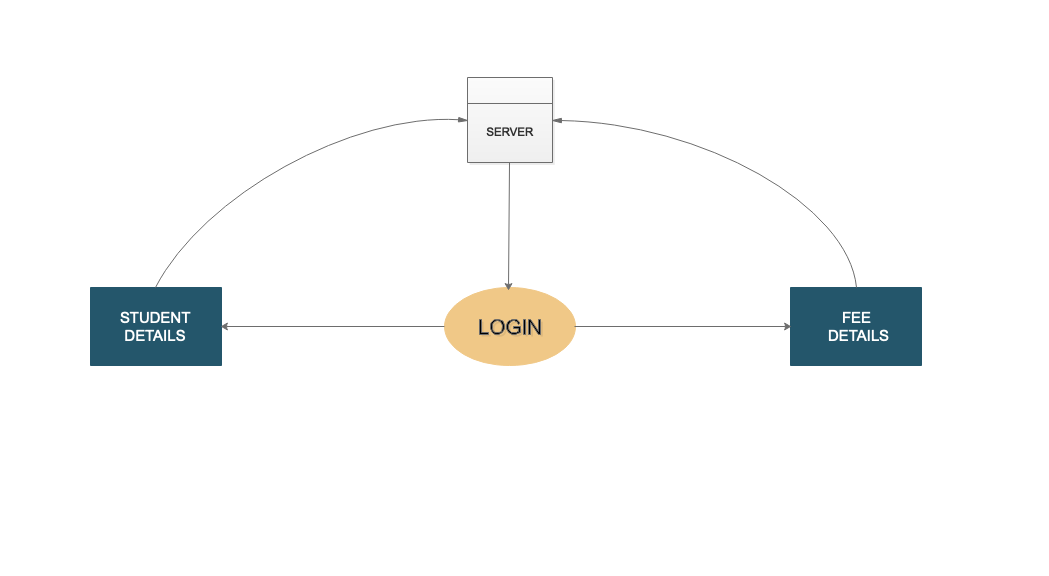 SERVER
STUDENT
DETAILS
LOGIN
FEE
DETAILS